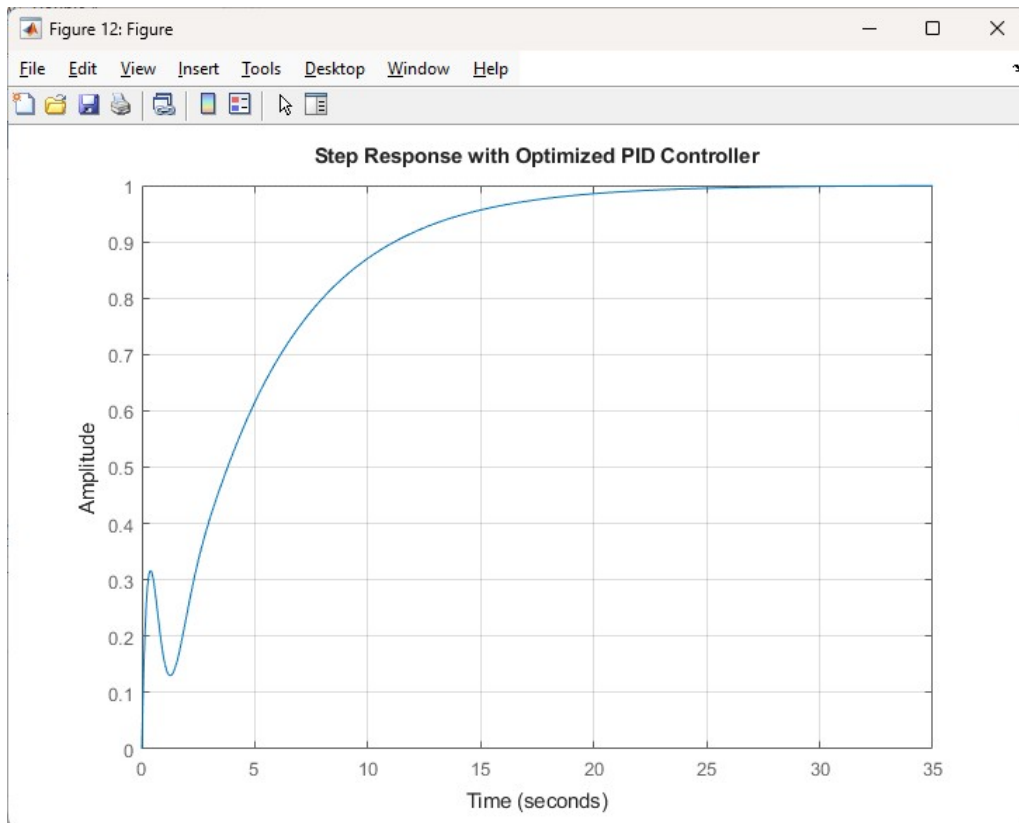 Figure 12: Figure
File Edit View Insert Tools Desktop Window Help
Step Response with Optimized PID Controller
1
0.9
0.8
0.7
0.6
0.5
0.4
0.3
0.2
0.1
0
Amplitude
0 5 10 15 20 25 30 35
Time (seconds)